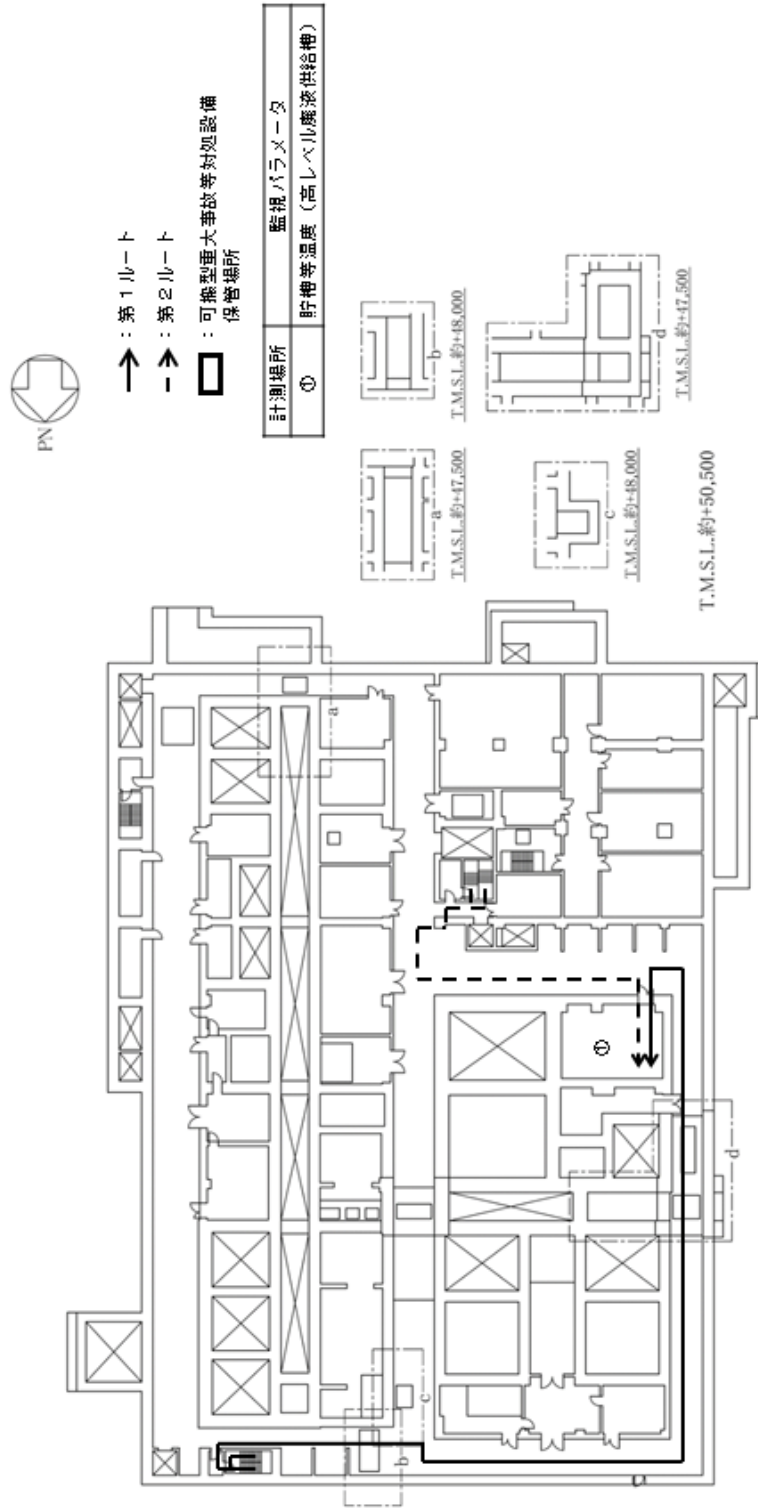 PN
：第１ルート
：第２ルート
：可搬型重大事故等対処設備
保管場所
計測場所 監視パラメータ
① 貯槽等温度（高レベル廃液供給槽）
a
T.M.S.L.約+47,500
b
T.M.S.L.約+48,000
c
T.M.S.L.約+48,000
d
T.M.S.L.約+47,500
T.M.S.L.約+50,500
a
b
c
d
①